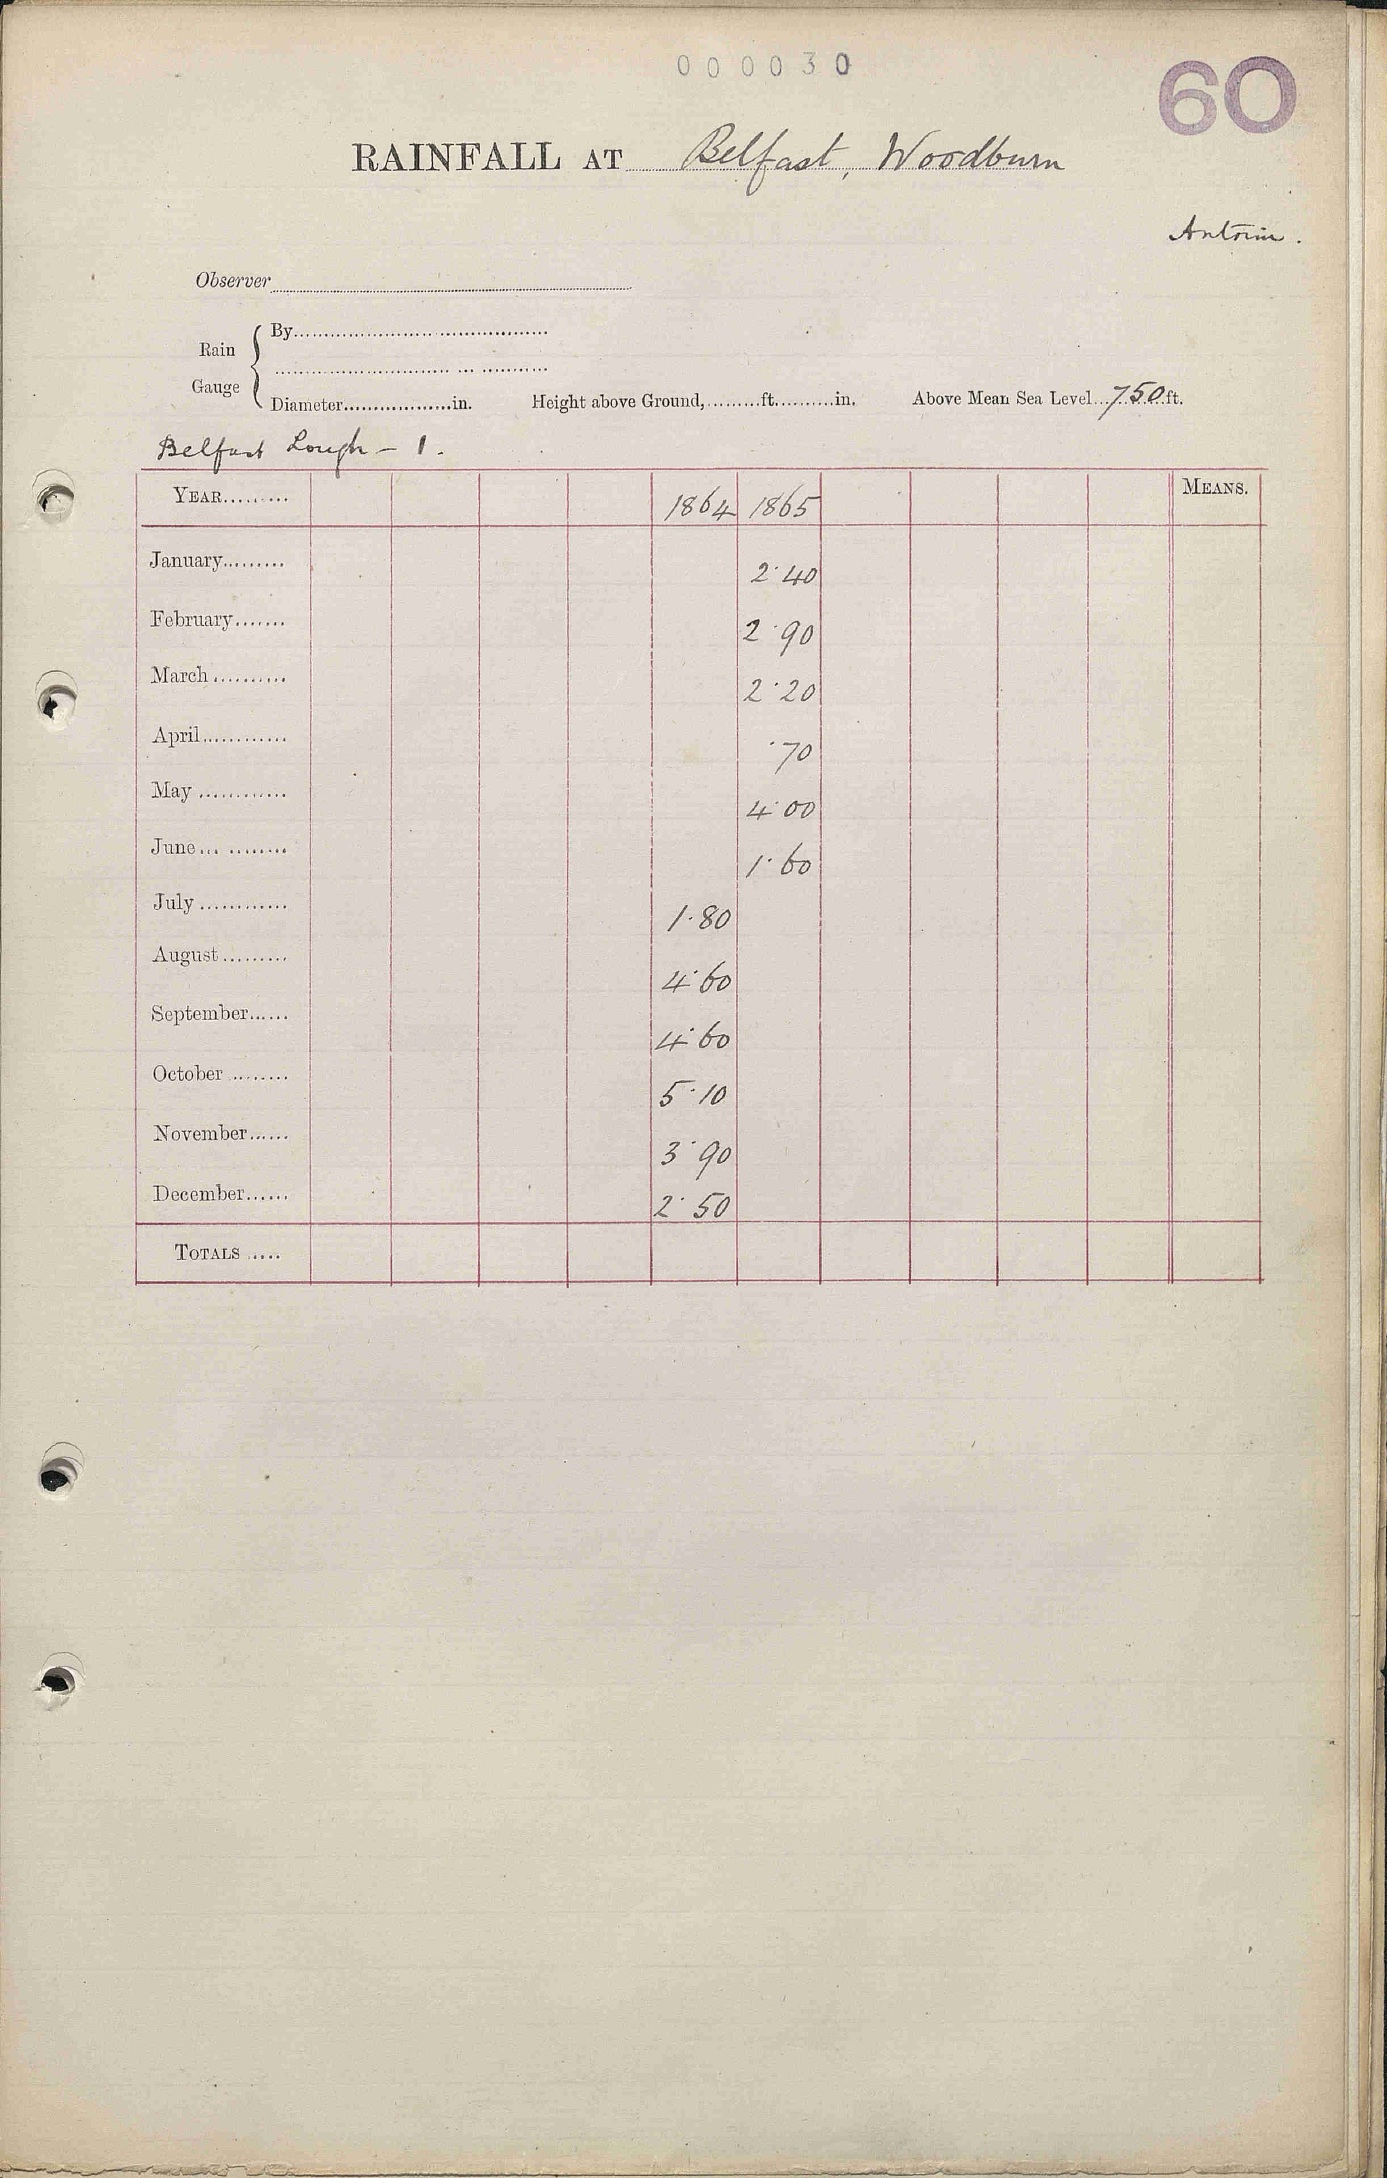 000030
60
RAINFALL AT Belfast, Woodburn
Antrim.
Observer
Rain Gauge { By
Diameter in. Height above Ground, ft. in. Above Mean Sea Level 750 ft.
Belfast Lough - 1.
YEAR 1864 1865 MEANS.
January 2·40
February 2·90
March 2·20
April ·70
May 4·00
June 1·60
July 1·80
August 4·60
September 4·60
October 5·10
November 3·90
December 2·50
TOTALS